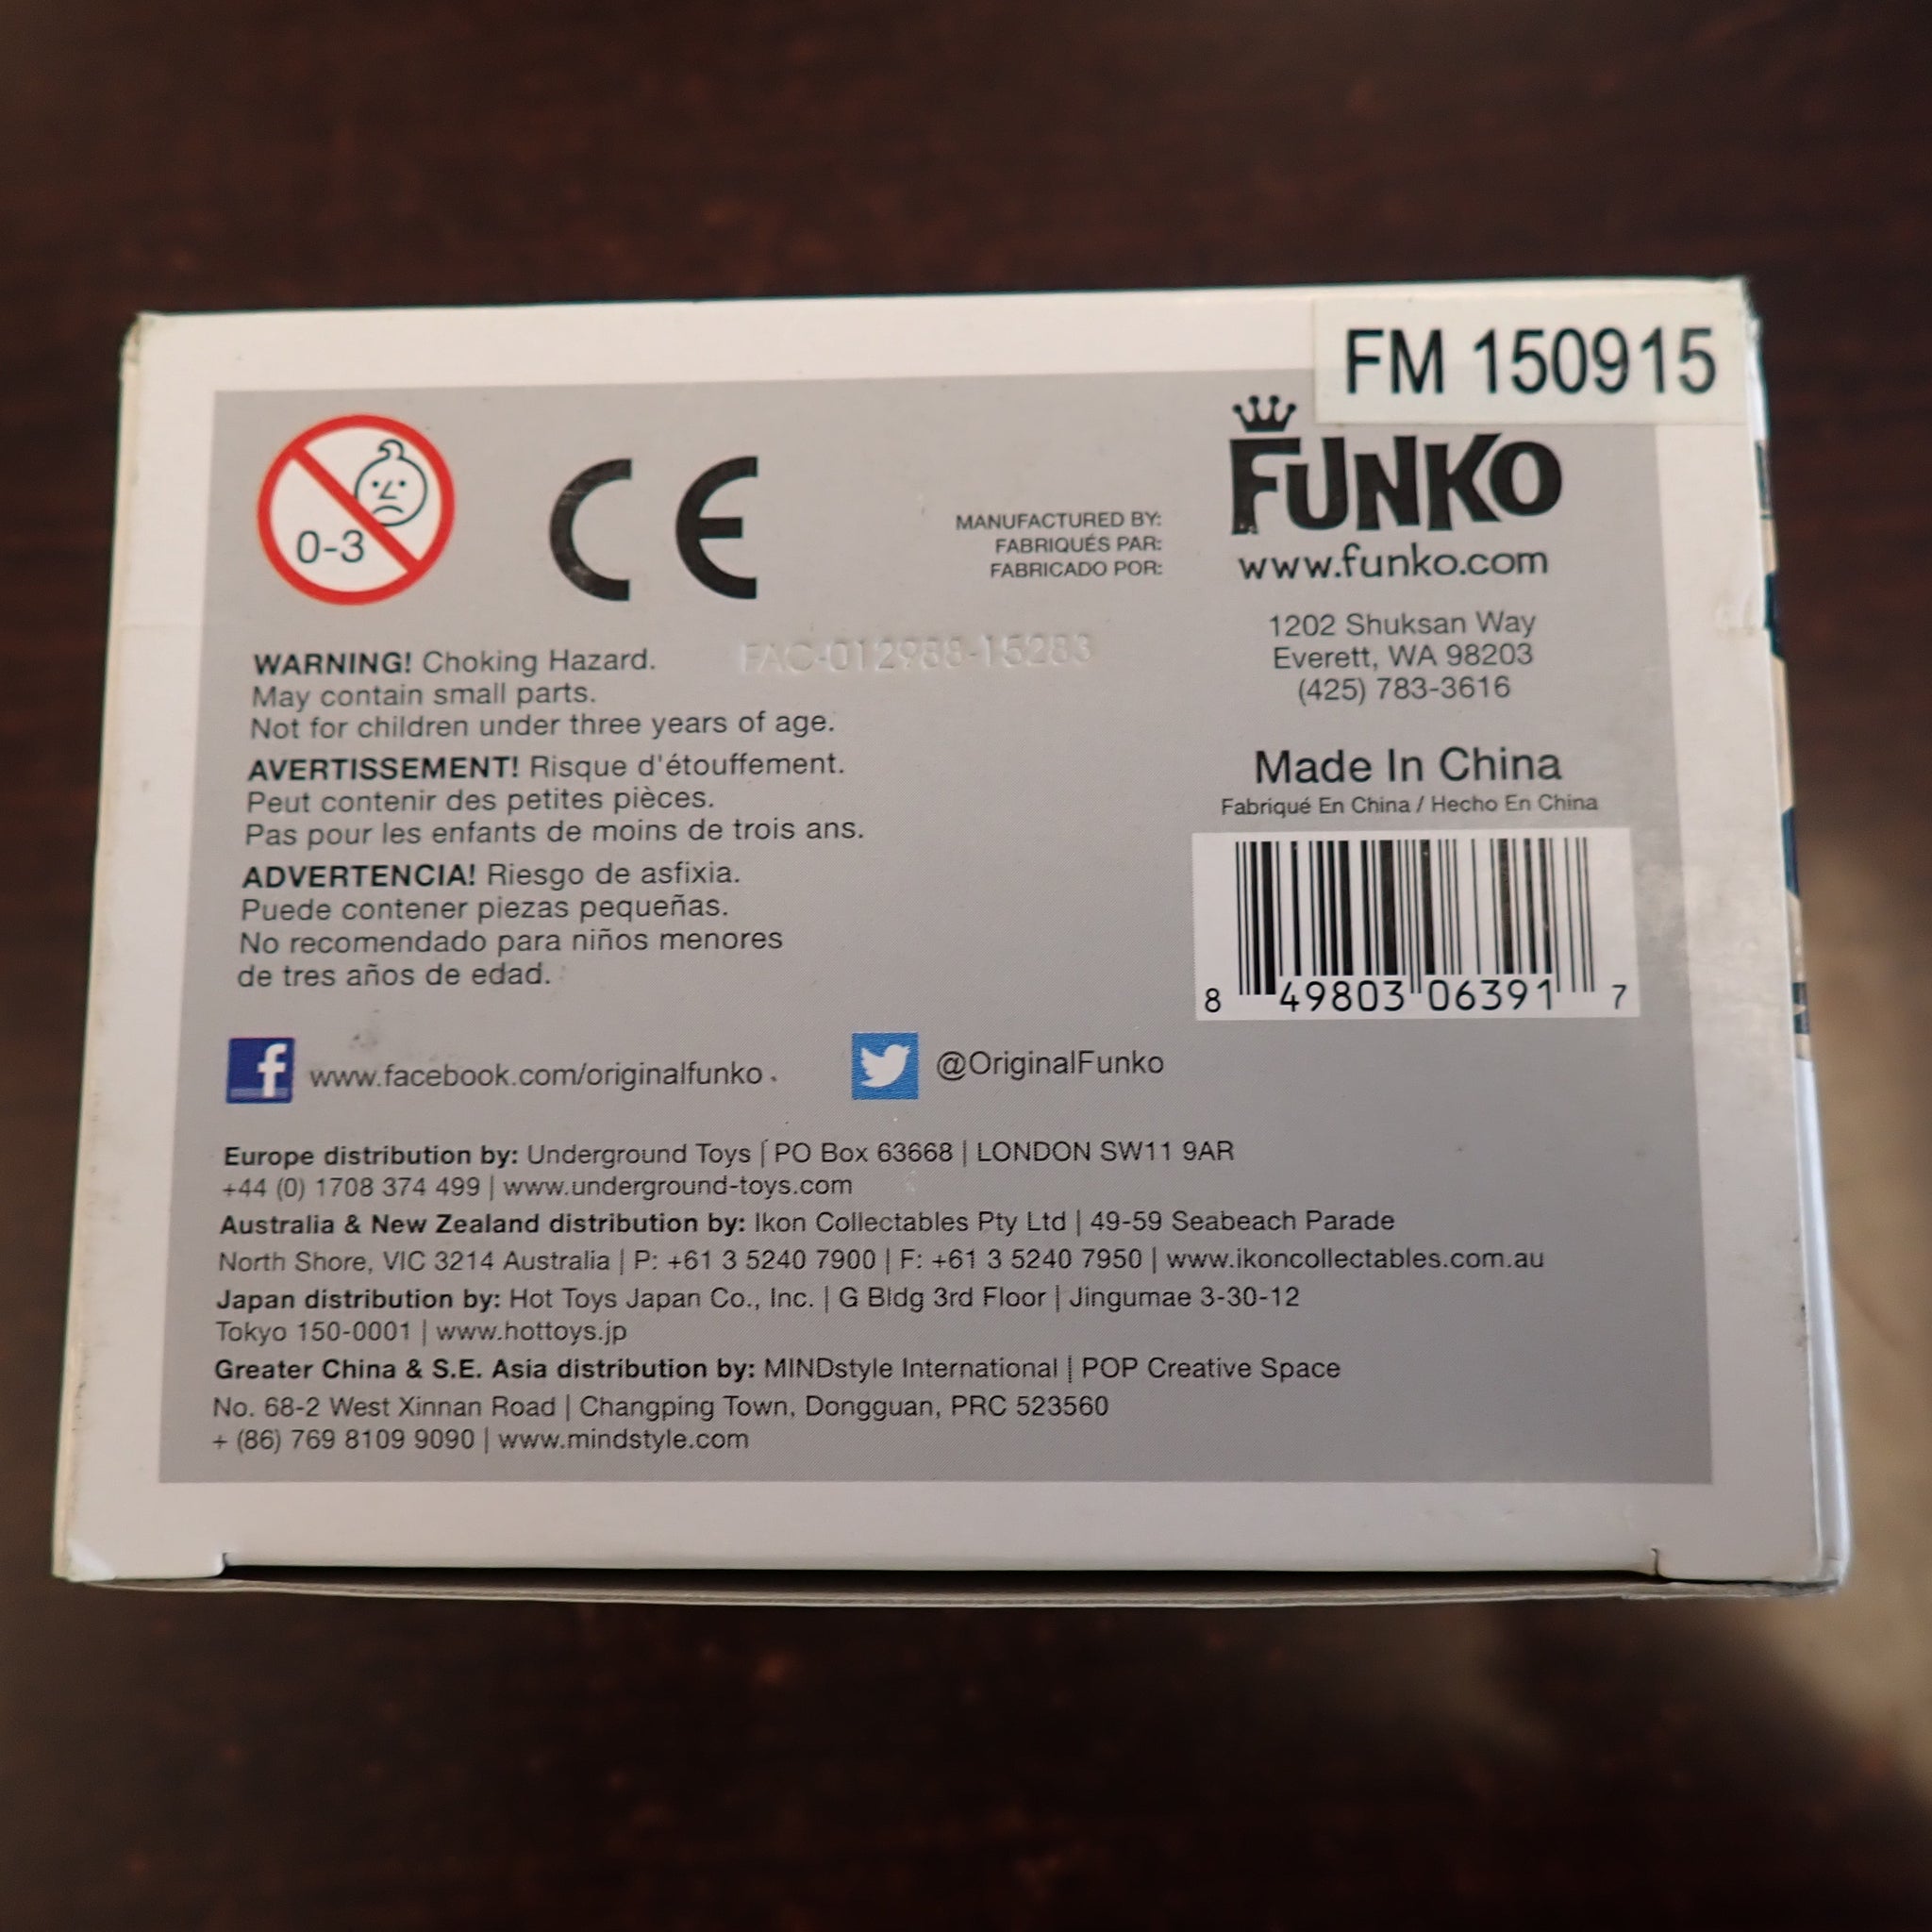 FM 150915
0-3
CE
MANUFACTURED BY:
FABRIQUÉS PAR:
FABRICADO POR:
FUNKO
www.funko.com
1202 Shuksan Way
Everett, WA 98203
(425) 783-3616
FAC-012988-15283
WARNING! Choking Hazard.
May contain small parts.
Not for children under three years of age.
AVERTISSEMENT! Risque d'étouffement.
Peut contenir des petites pièces.
Pas pour les enfants de moins de trois ans.
ADVERTENCIA! Riesgo de asfixia.
Puede contener piezas pequeñas.
No recomendado para niños menores
de tres años de edad.
Made In China
Fabriqué En China / Hecho En China
8 49803 06391 7
f www.facebook.com/originalfunko
@OriginalFunko
Europe distribution by: Underground Toys | PO Box 63668 | LONDON SW11 9AR
+44 (0) 1708 374 499 | www.underground-toys.com
Australia & New Zealand distribution by: Ikon Collectables Pty Ltd | 49-59 Seabeach Parade
North Shore, VIC 3214 Australia | P: +61 3 5240 7900 | F: +61 3 5240 7950 | www.ikoncollectables.com.au
Japan distribution by: Hot Toys Japan Co., Inc. | G Bldg 3rd Floor | Jingumae 3-30-12
Tokyo 150-0001 | www.hottoys.jp
Greater China & S.E. Asia distribution by: MINDstyle International | POP Creative Space
No. 68-2 West Xinnan Road | Changping Town, Dongguan, PRC 523560
+ (86) 769 8109 9090 | www.mindstyle.com